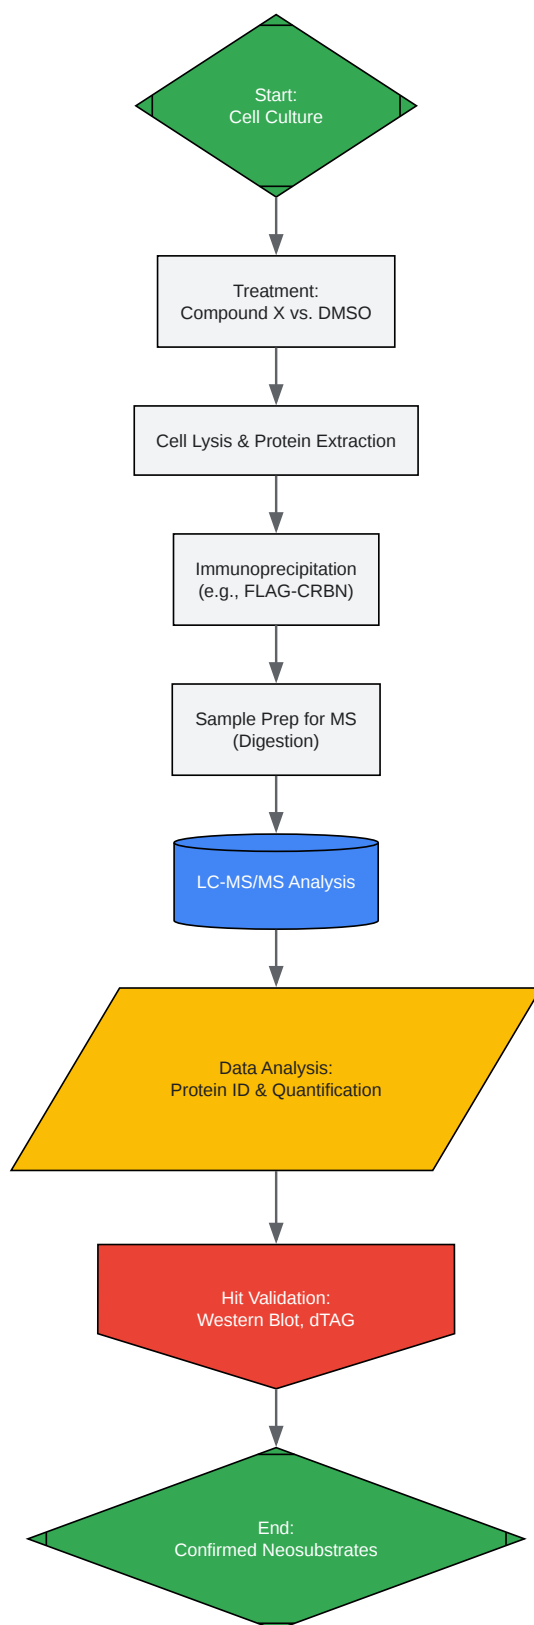 Start:
Cell Culture
Treatment:
Compound X vs. DMSO
Cell Lysis & Protein Extraction
Immunoprecipitation
(e.g., FLAG-CRBN)
Sample Prep for MS
(Digestion)
LC-MS/MS Analysis
Data Analysis:
Protein ID & Quantification
Hit Validation:
Western Blot, dTAG
End:
Confirmed Neosubstrates